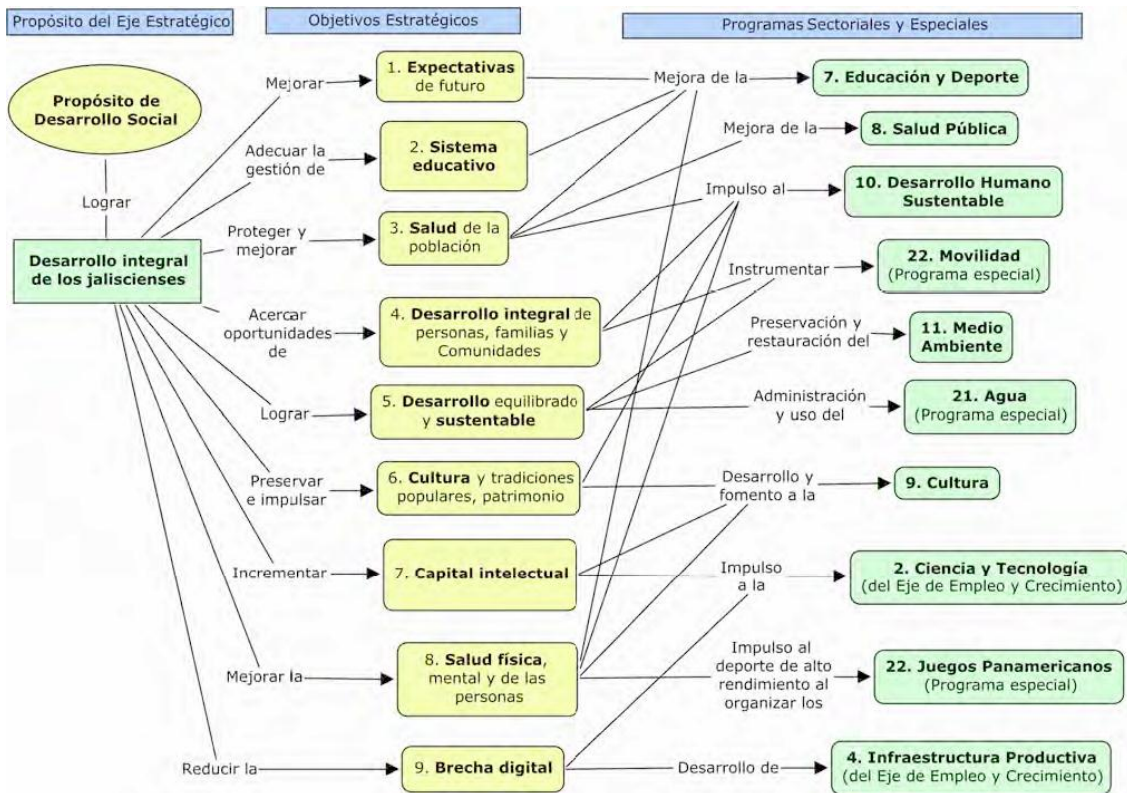 Propósito del Eje Estratégico
Objetivos Estratégicos
Programas Sectoriales y Especiales
Propósito de
Desarrollo Social
Lograr
Desarrollo integral
de los jaliscienses
Mejorar
1. Expectativas
de futuro
Mejora de la
7. Educación y Deporte
Adecuar la
gestión de
2. Sistema
educativo
Mejora de la
8. Salud Pública
Proteger y
mejorar
3. Salud de la
población
Impulso al
10. Desarrollo Humano
Sustentable
Acercar
oportunidades
de
4. Desarrollo integral de
personas, familias y
Comunidades
Instrumentar
22. Movilidad
(Programa especial)
Preservación y
restauración del
11. Medio
Ambiente
Lograr
5. Desarrollo equilibrado
y sustentable
Administración
y uso del
21. Agua
(Programa especial)
Preservar
e impulsar
6. Cultura y tradiciones
populares, patrimonio
Desarrollo y
fomento a la
9. Cultura
Incrementar
7. Capital intelectual
Impulso
a la
2. Ciencia y Tecnología
(del Eje de Empleo y Crecimiento)
Mejorar la
8. Salud física,
mental y de las
personas
Impulso al
deporte de alto
rendimiento al
organizar los
22. Juegos Panamericanos
(Programa especial)
Reducir la
9. Brecha digital
Desarrollo de
4. Infraestructura Productiva
(del Eje de Empleo y Crecimiento)